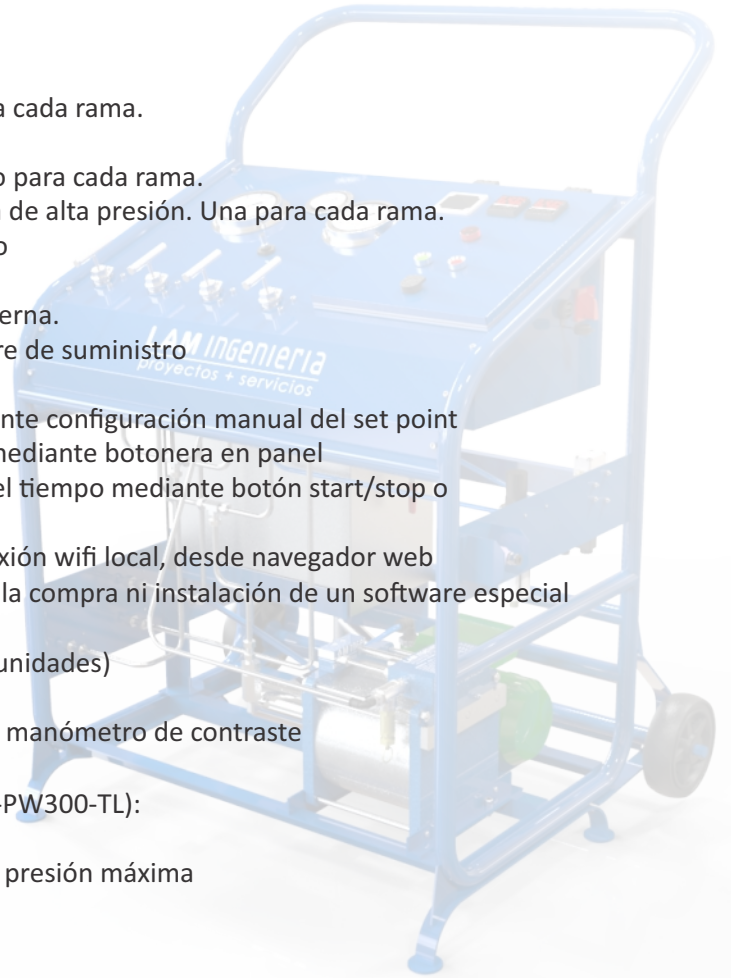 a cada rama.
o para cada rama.
a de alta presión. Una para cada rama.
o
erna.
re de suministro
LAM INGENIERIA
proyectos + servicios
nte configuración manual del set point
mediante botonera en panel
el tiempo mediante botón start/stop o
xión wifi local, desde navegador web
la compra ni instalación de un software especial
unidades)
manómetro de contraste
-PW300-TL):
presión máxima